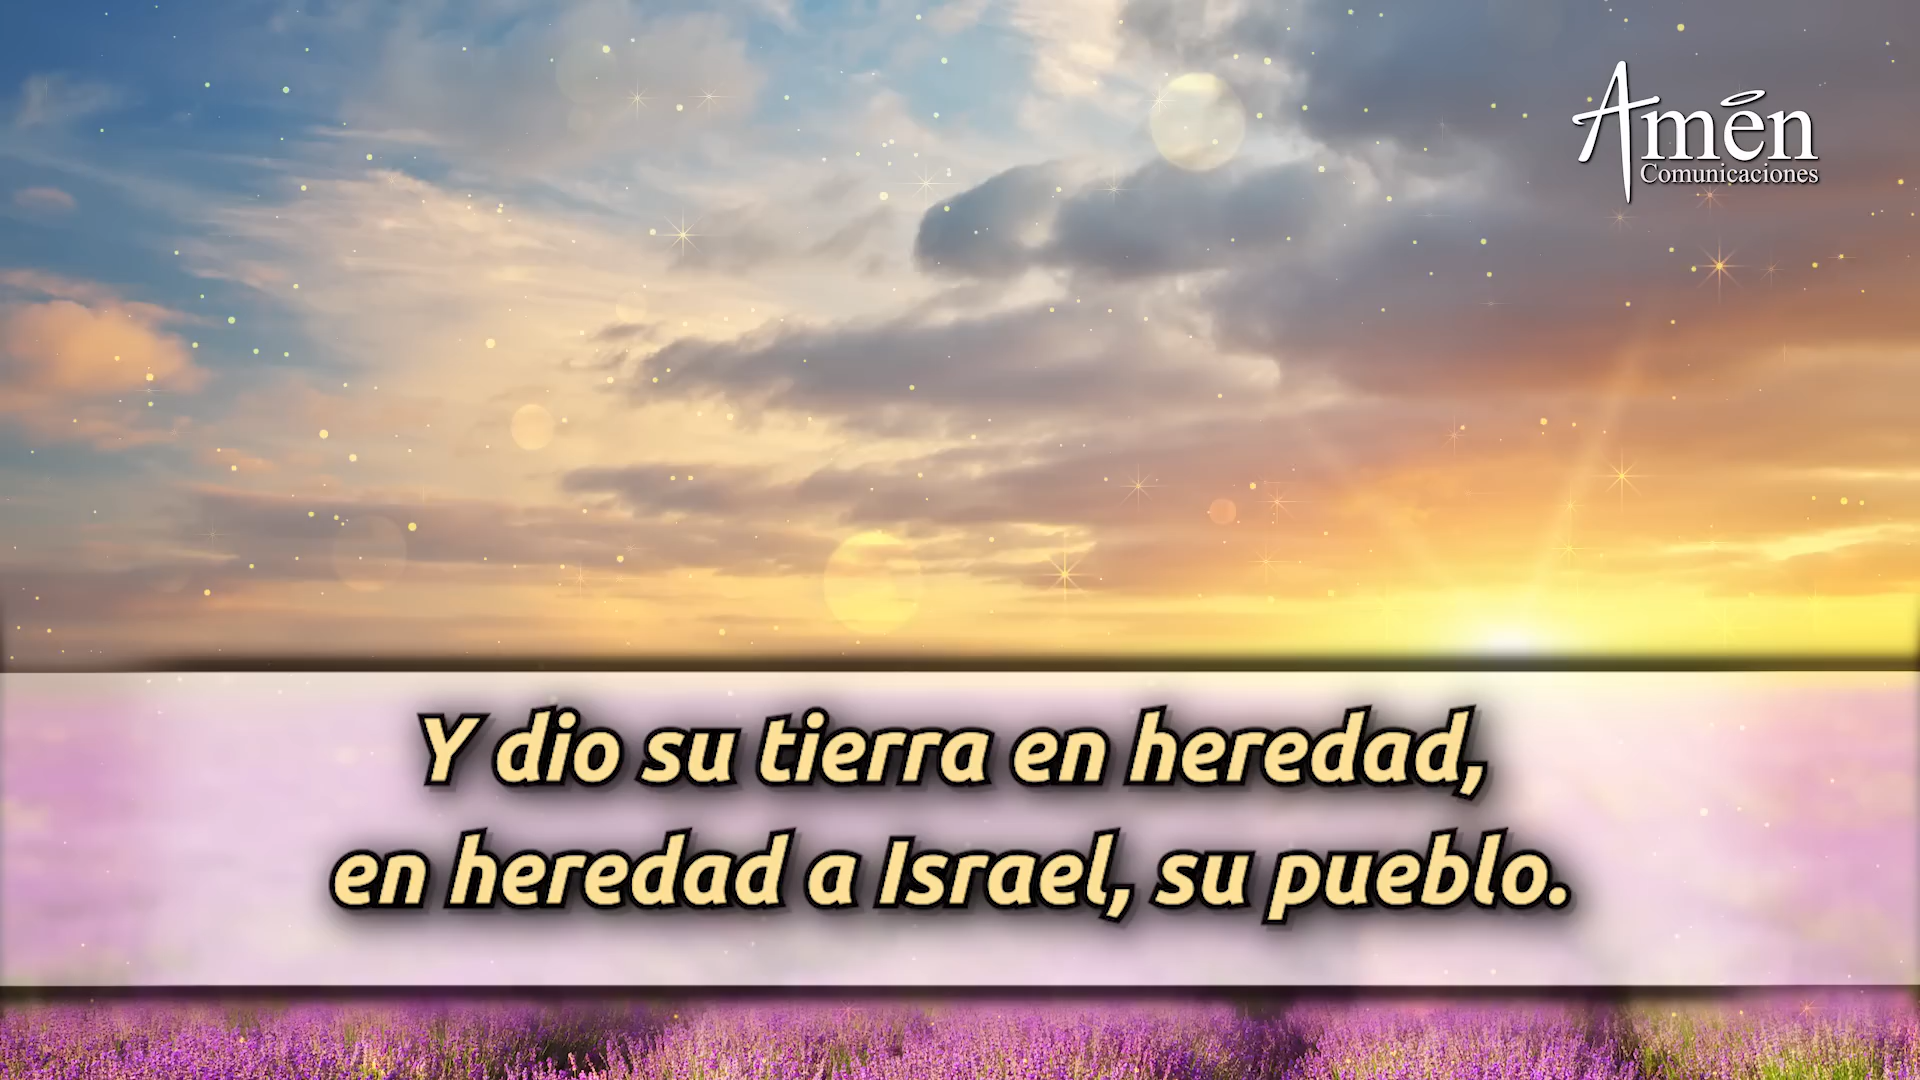 Amén
Comunicaciones
Y dio su tierra en heredad,
en heredad a Israel, su pueblo.